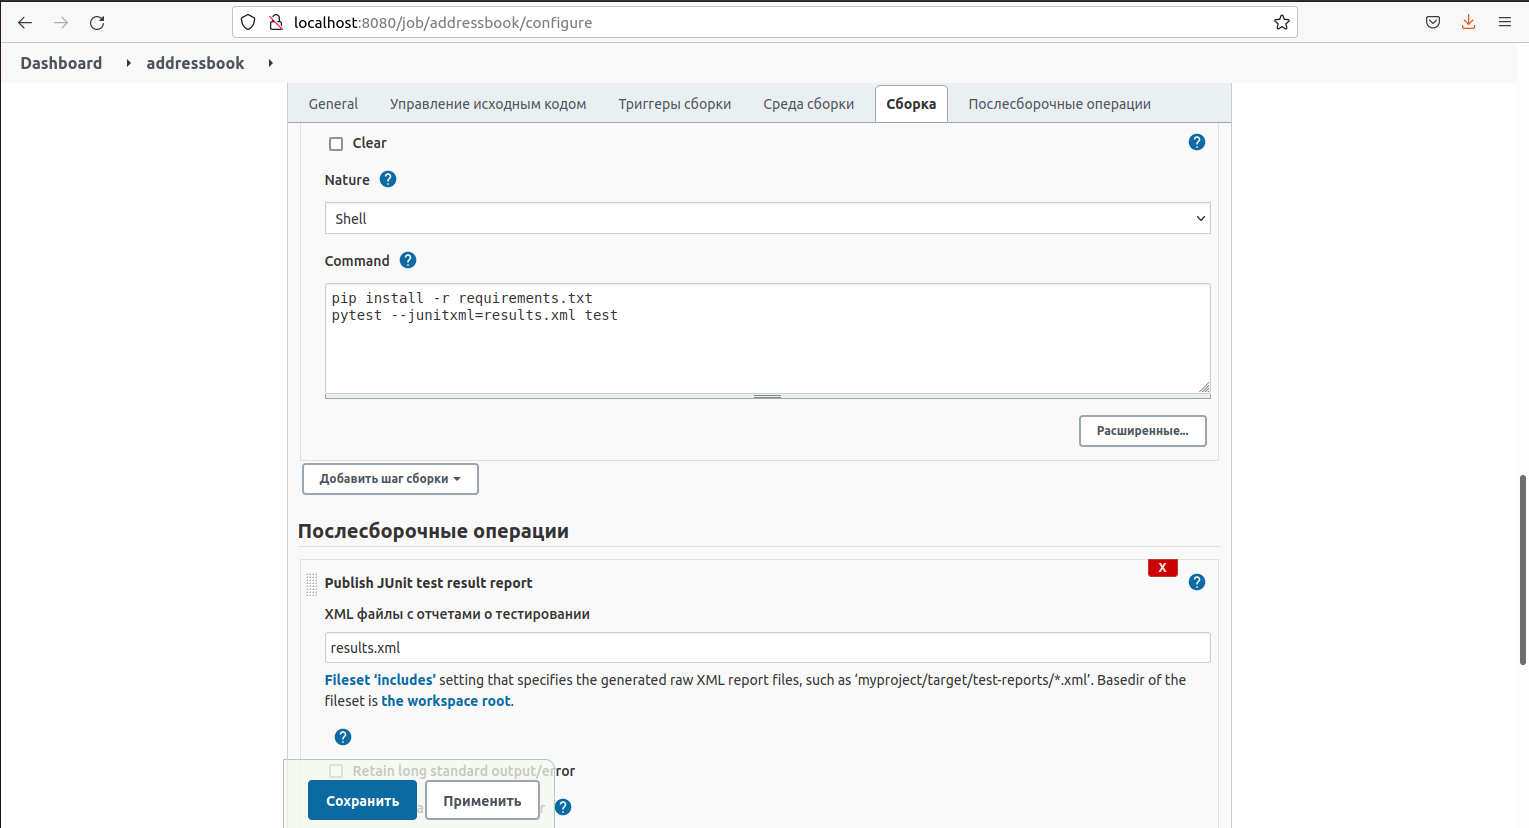 localhost:8080/job/addressbook/configure
Dashboard addressbook
General Управление исходным кодом Триггеры сборки Среда сборки Сборка Послесборочные операции
Clear ?
Nature ?
Shell
Command ?
pip install -r requirements.txt
pytest --junitxml=results.xml test
Расширенные...
Добавить шаг сборки
Послесборочные операции
X
Publish JUnit test result report ?
XML файлы с отчетами о тестировании
results.xml
Fileset ‘includes’ setting that specifies the generated raw XML report files, such as ‘myproject/target/test-reports/*.xml’. Basedir of the
fileset is the workspace root.
?
Retain long standard output/error
Сохранить Применить ?